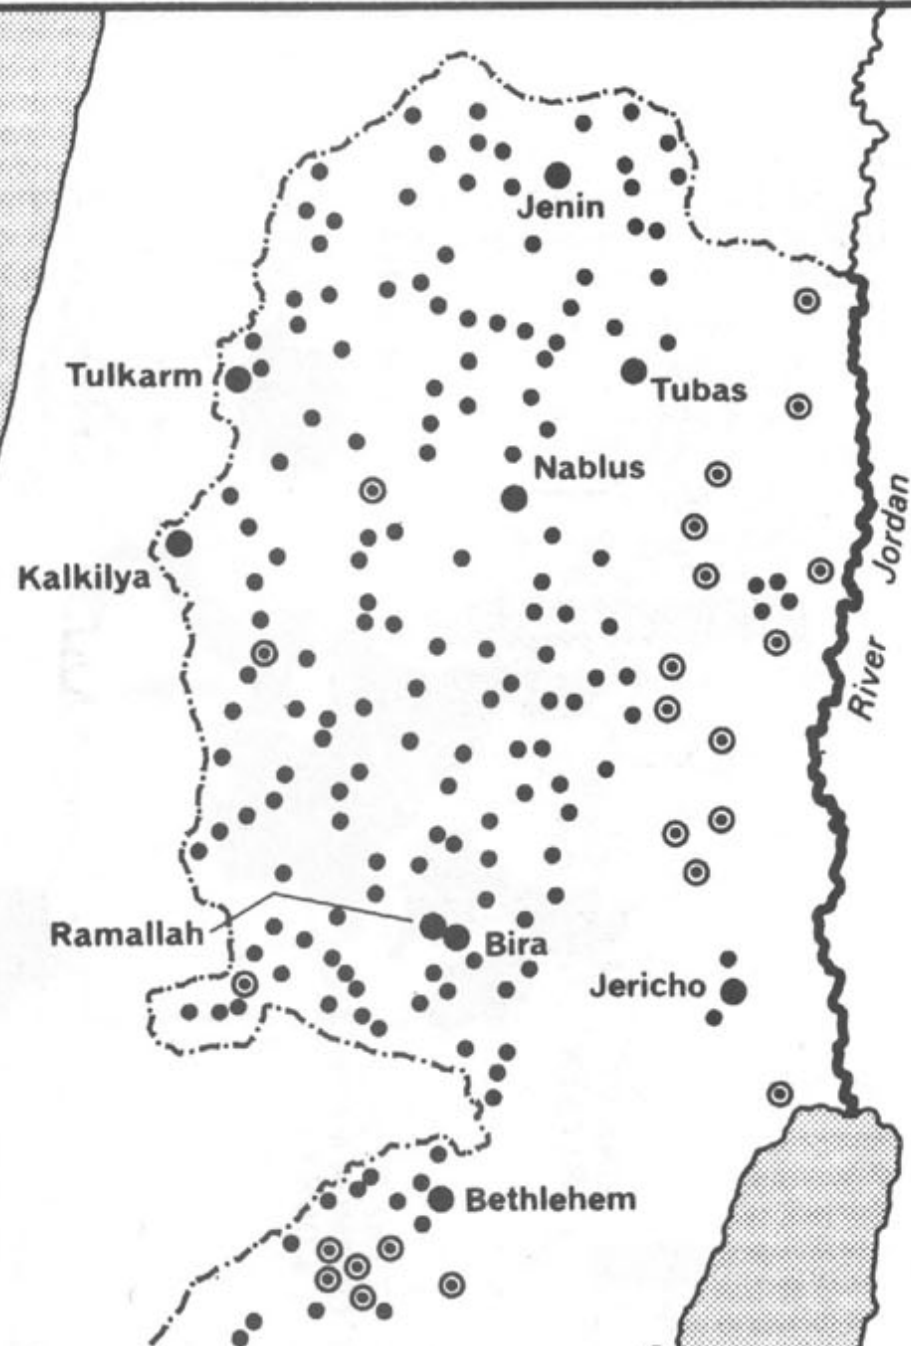 Jenin
Tulkarm
Tubas
Nablus
Jordan
Kalkilya
River
Ramallah
Bira
Jericho
Bethlehem